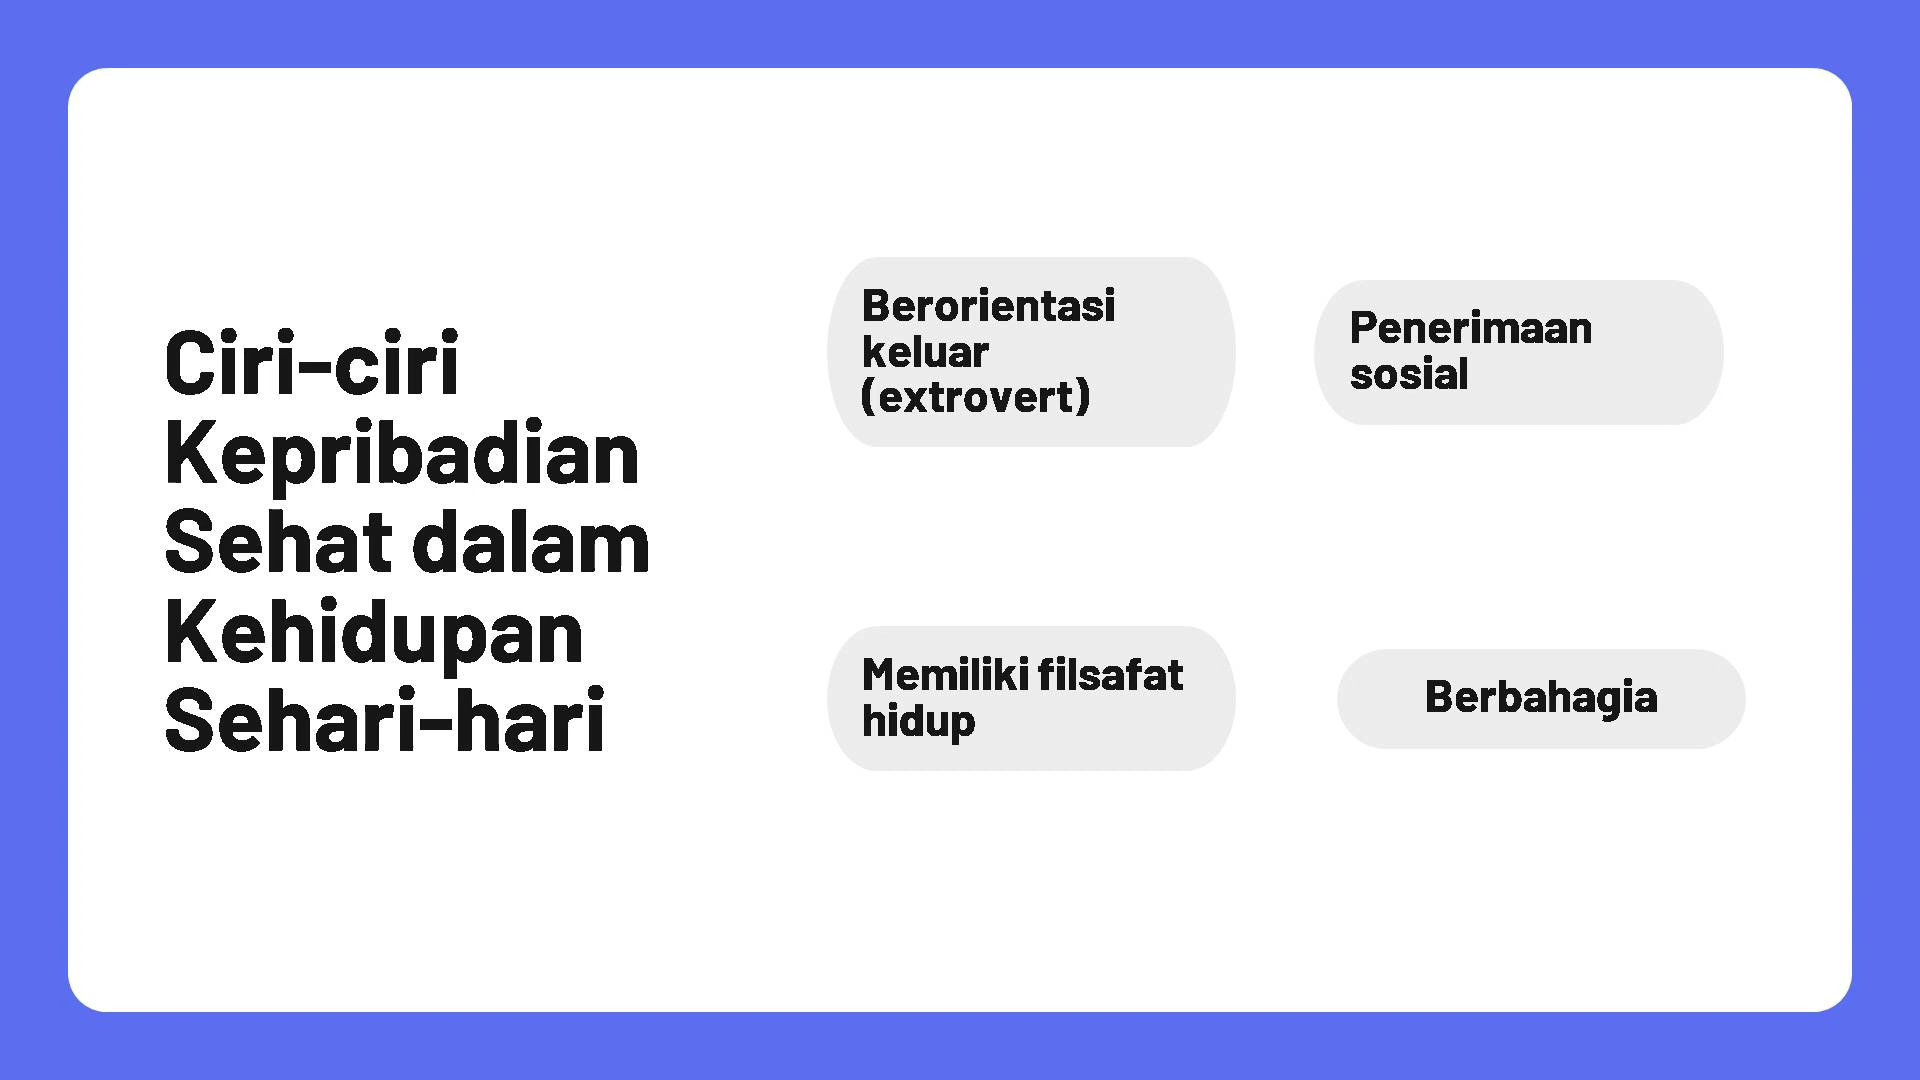 Ciri-ciri
Kepribadian
Sehat dalam
Kehidupan
Sehari-hari
Berorientasi
keluar
(extrovert)
Penerimaan
sosial
Memiliki filsafat
hidup
Berbahagia